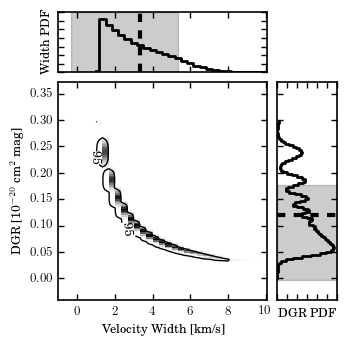 Width PDF
0.35
0.30
0.25
0.20
0.15
0.10
0.05
0.00
DGR [10⁻²⁰ cm² mag]
95
95
0 2 4 6 8 10
Velocity Width [km/s]
DGR PDF